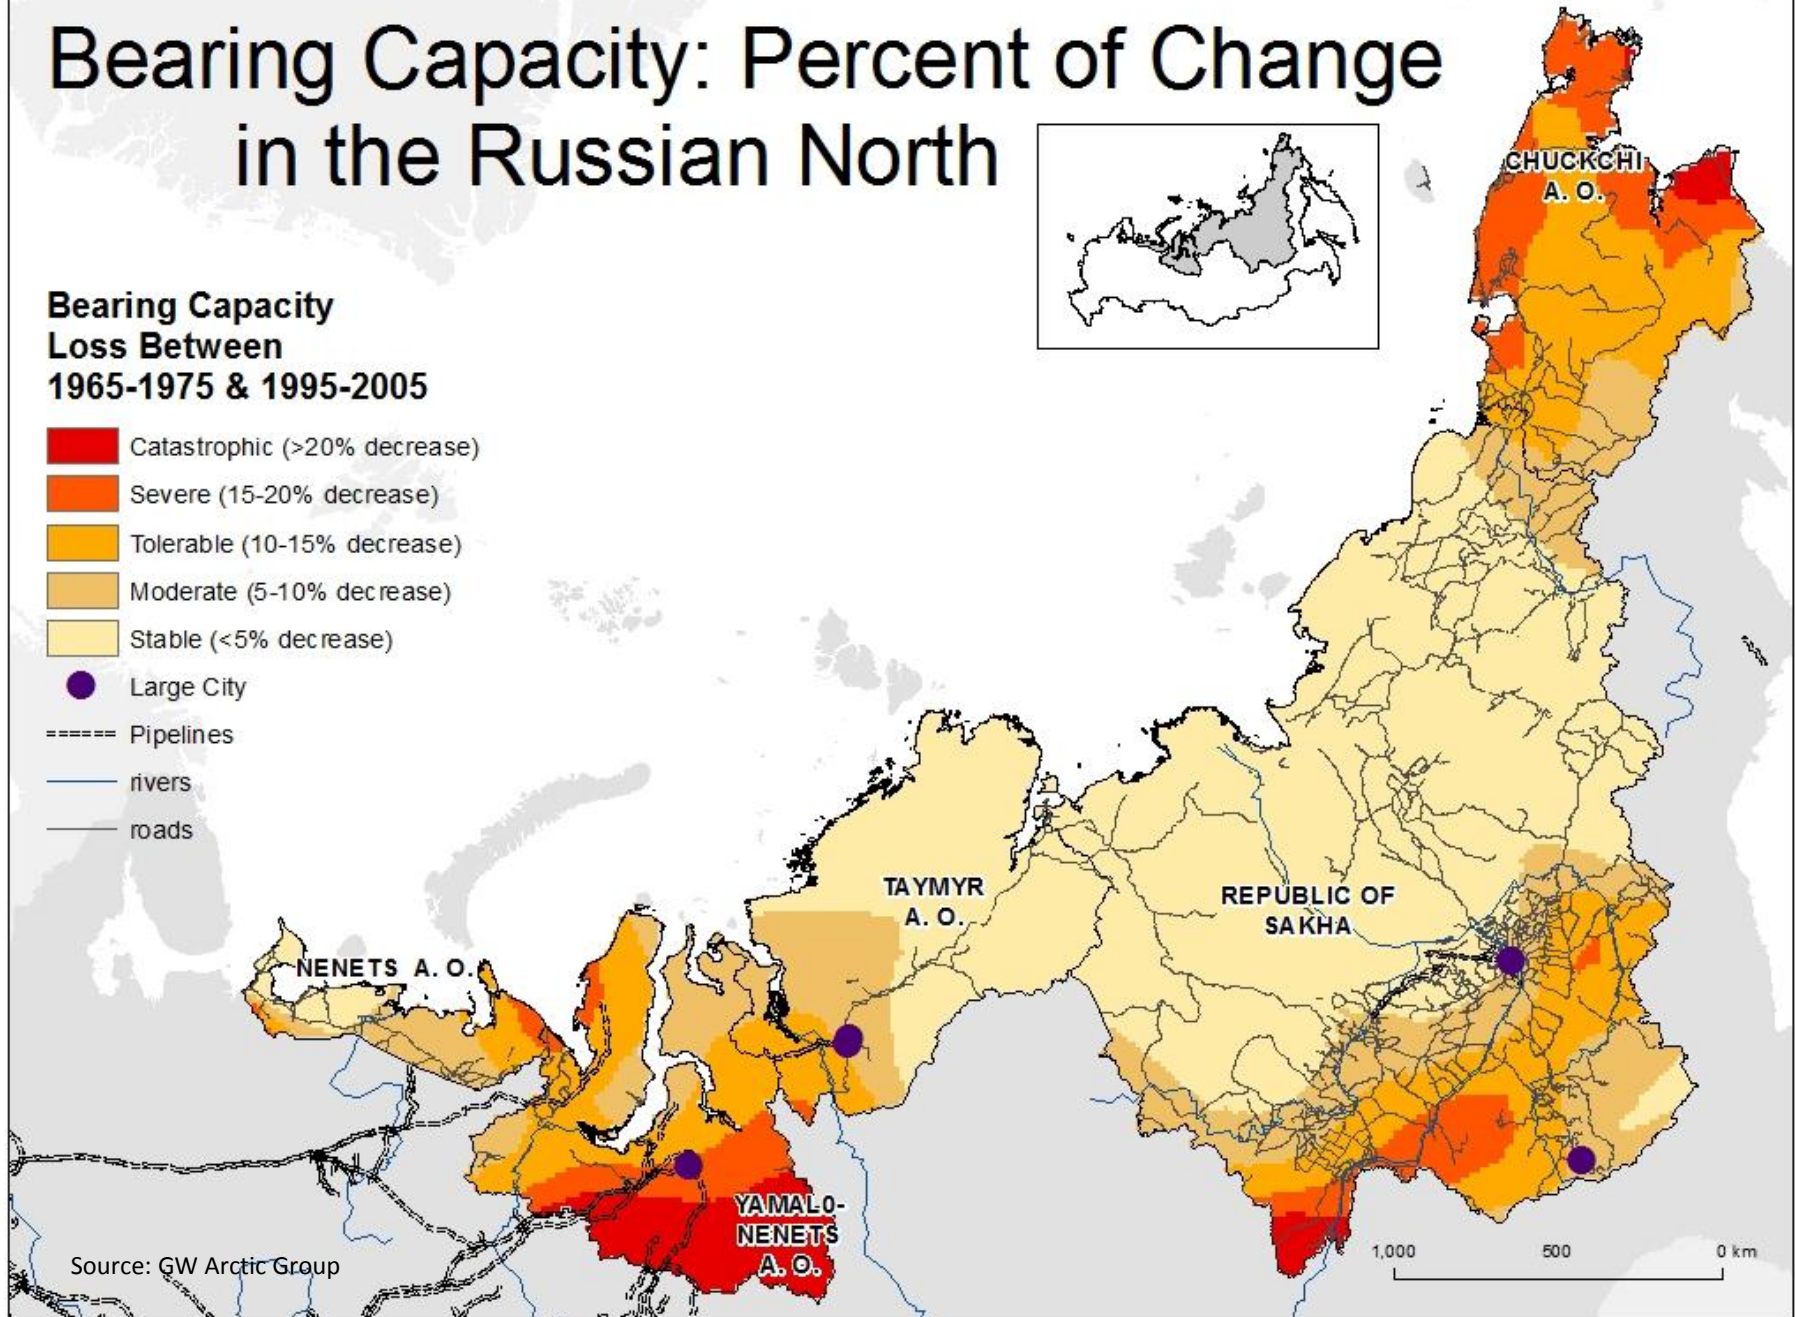 Bearing Capacity: Percent of Change
in the Russian North
Bearing Capacity
Loss Between
1965-1975 & 1995-2005
Catastrophic (>20% decrease)
Severe (15-20% decrease)
Tolerable (10-15% decrease)
Moderate (5-10% decrease)
Stable (<5% decrease)
Large City
Pipelines
rivers
roads
CHUCKCHI
A. O.
TAYMYR
A. O.
REPUBLIC OF
SAKHA
NENETS A. O.
YAMAL0-
NENETS
A. O.
Source: GW Arctic Group
1,000 500 0 km